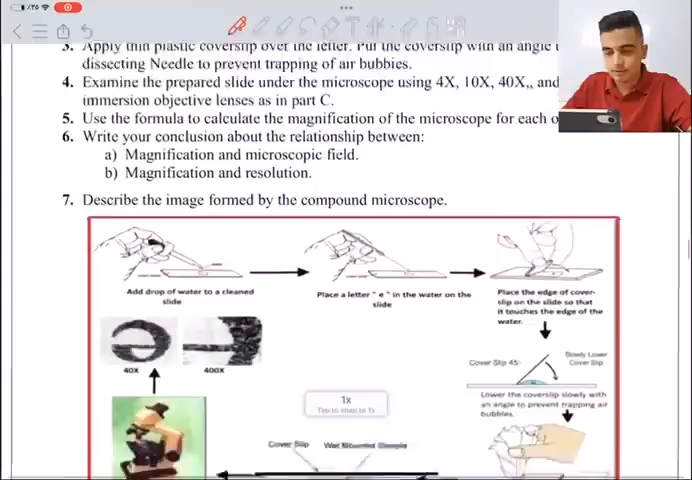 ٢٥٪
3. Apply thin plastic coverslip over the letter. Put the coverslip with an angle
dissecting Needle to prevent trapping of air bubbies.
4. Examine the prepared slide under the microscope using 4X, 10X, 40X,, and
immersion objective lenses as in part C.
5. Use the formula to calculate the magnification of the microscope for each o
6. Write your conclusion about the relationship between:
a) Magnification and microscopic field.
b) Magnification and resolution.
7. Describe the image formed by the compound microscope.
Add drop of water to a cleaned
slide
Place a letter " e " in the water on the
slide
Place the edge of cover-
slip on the slide so that
it touches the edge of the
water.
40X
400X
Cover Slip 45
Slowly Lower
Cover Slip
Lower the coverslip slowly with
an angle to prevent trapping air
bubbles.
1x
Cover Slip
Wet Mounted Sample